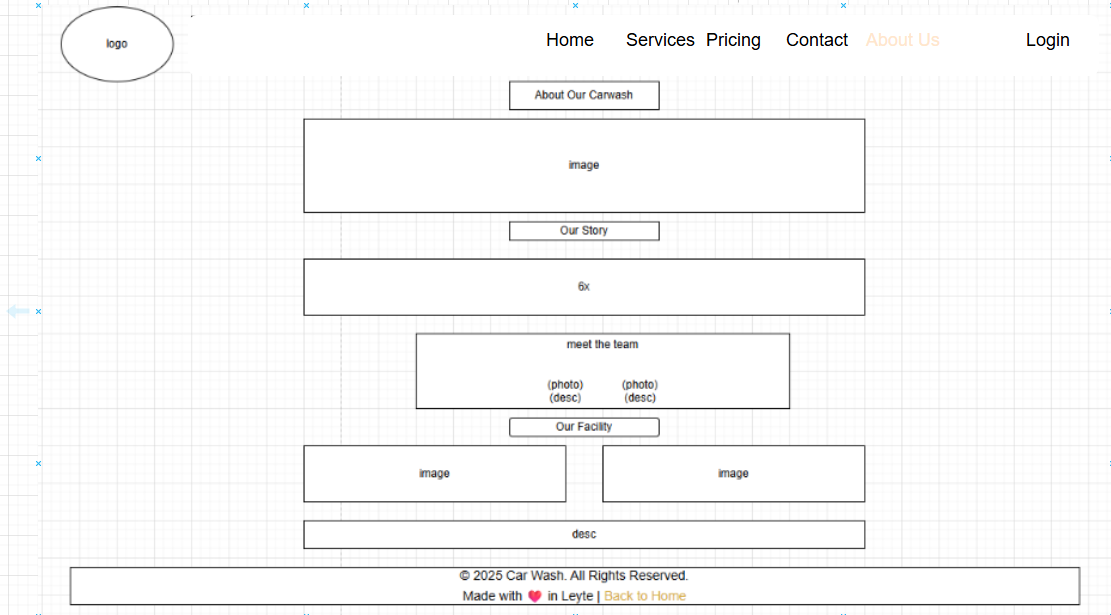 logo
Home Services Pricing Contact About Us Login
About Our Carwash
image
Our Story
6x
meet the team
(photo) (photo)
(desc) (desc)
Our Facility
image image
desc
© 2025 Car Wash. All Rights Reserved.
Made with ❤️ in Leyte | Back to Home